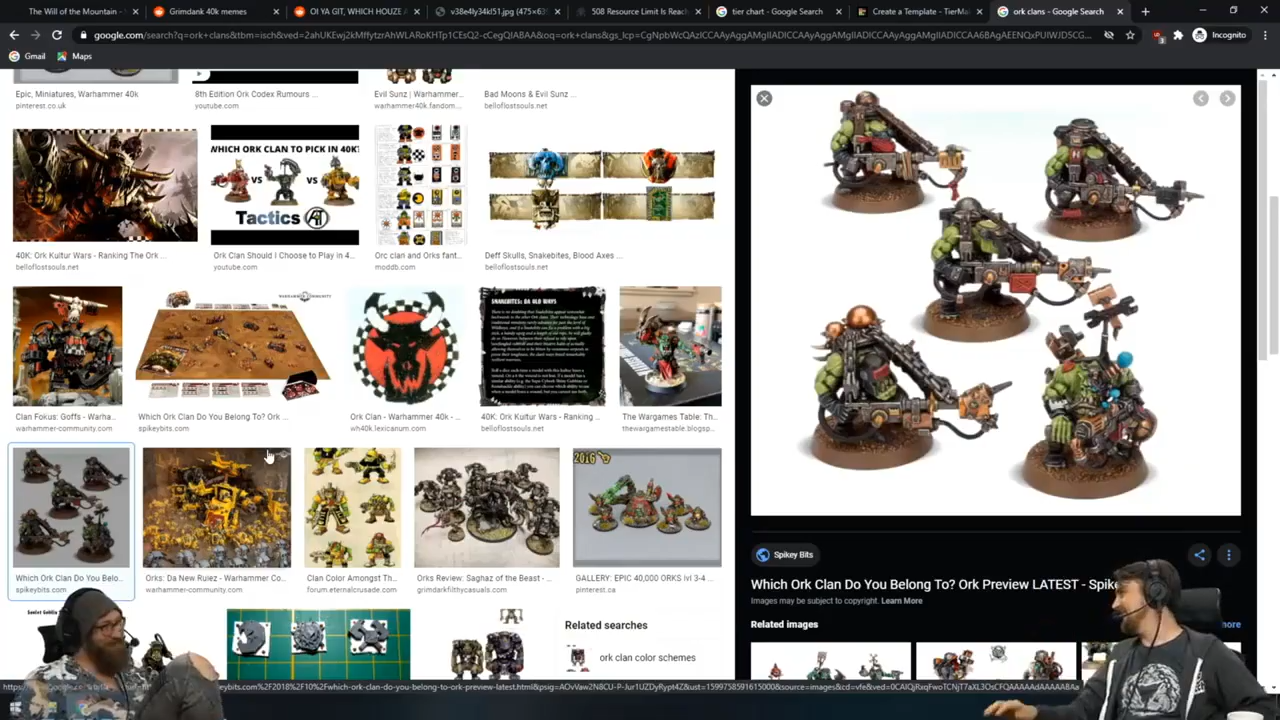 The Will of the Mountain - S
Grimdank 40k memes
OI YA GIT, WHICH HOUZE A
v38e4ly34kl51.jpg (475×63
508 Resource Limit Is Reac
tier chart - Google Search
Create a Template - TierMa
ork clans - Google Search
Incognito
Gmail
Maps
Epic, Miniatures, Warhammer 40k
pinterest.co.uk
8th Edition Ork Codex Rumours ...
youtube.com
Evil Sunz | Warhammer...
warhammer40k.fandom...
Bad Moons & Evil Sunz ...
belloflostsouls.net
WHICH ORK CLAN TO PICK IN 40K?
VS
VS
Tactics
40K: Ork Kultur Wars - Ranking The Ork ...
belloflostsouls.net
Ork Clan Should I Choose to Play in 4...
youtube.com
Orc clan and Orks fant...
moddb.com
Deff Skulls, Snakebites, Blood Axes ...
belloflostsouls.net
WARHAMMER COMMUNITY
SNAKEBITES: DA OLD WAYS
Clan Fokus: Goffs - Warha...
warhammer-community.com
Which Ork Clan Do You Belong To? Ork ...
spikeybits.com
Ork Clan - Warhammer 40k - ...
wh40k.lexicanum.com
40K: Ork Kultur Wars - Ranking ...
belloflostsouls.net
The Wargames Table: Th...
thewargamestable.blogsp...
2016
Which Ork Clan Do You Belo...
spikeybits.com
Orks: Da New Rulez - Warhammer Co...
warhammer-community.com
Clan Color Amongst Th...
forum.eternalcrusade.com
Orks Review: Saghaz of the Beast - ...
grimdarkfilthycasuals.com
GALLERY: EPIC 40,000 ORKS lvl 3-4 ...
pinterest.ca
Related searches
ork clan color schemes
Spikey Bits
Which Ork Clan Do You Belong To? Ork Preview LATEST - Spike
Images may be subject to copyright. Learn More
Related images
more